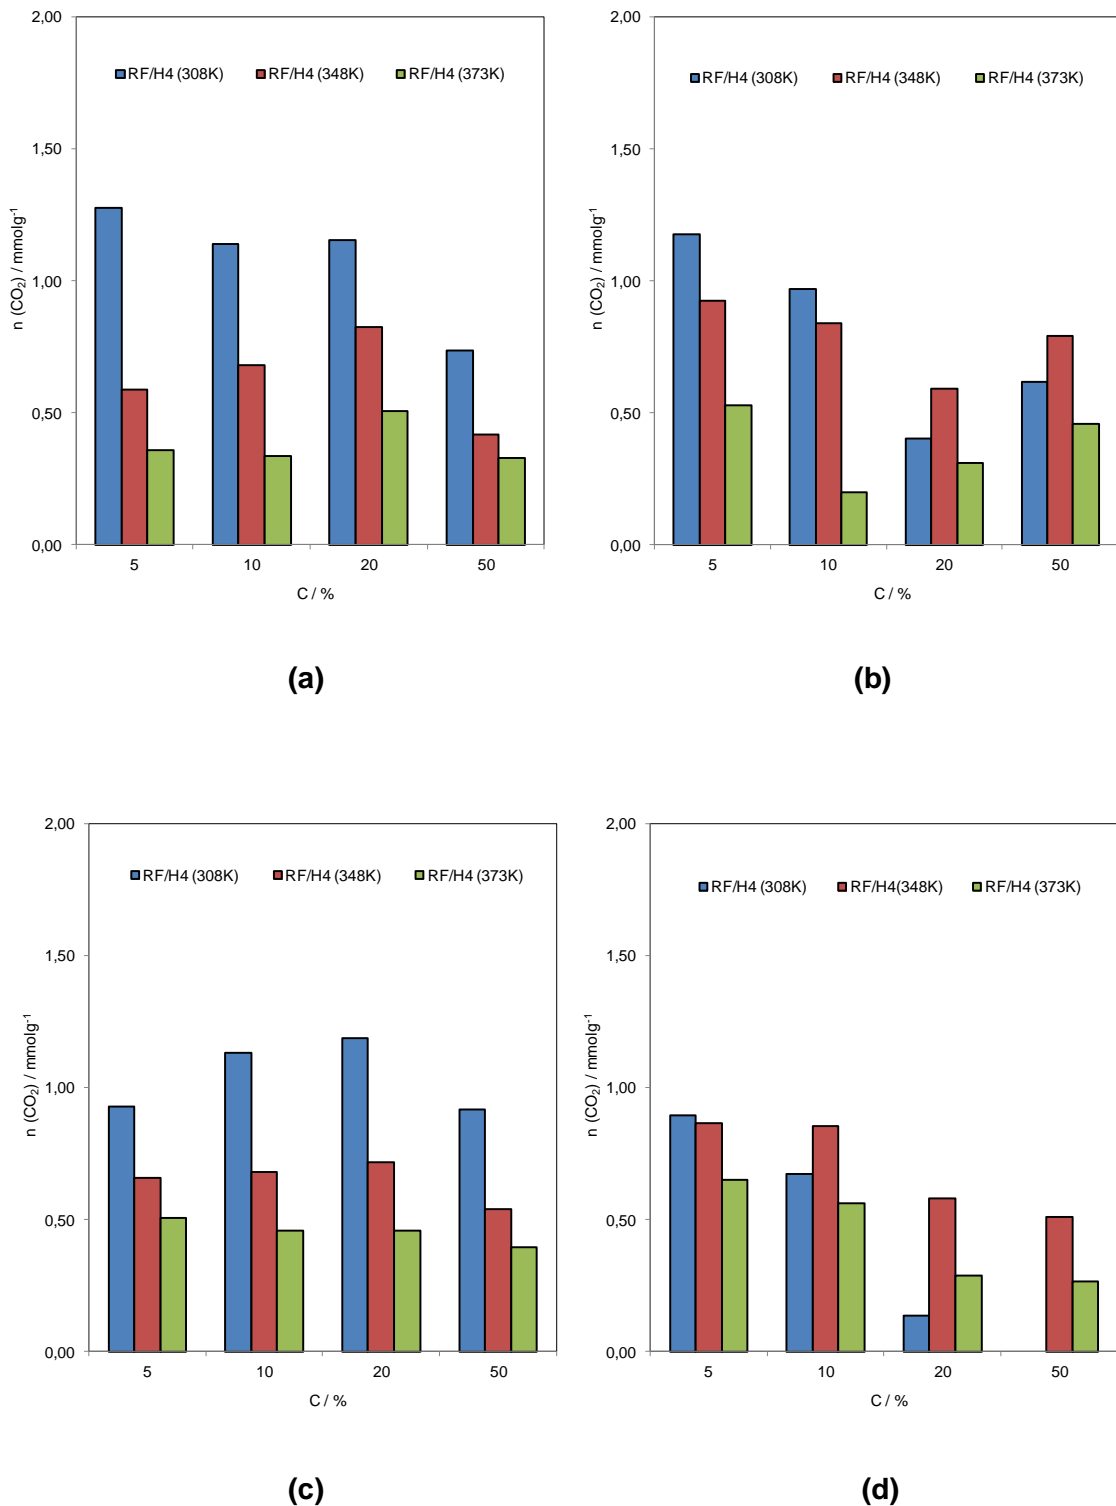 2,00
RF/H4 (308K) RF/H4 (348K) RF/H4 (373K)
1,50
1,00
0,50
0,00
n (CO₂) / mmolg⁻¹
5 10 20 50
C / %
(a)
2,00
RF/H4 (308K) RF/H4 (348K) RF/H4 (373K)
1,50
1,00
0,50
0,00
n (CO₂) / mmolg⁻¹
5 10 20 50
C / %
(b)
2,00
RF/H4 (308K) RF/H4 (348K) RF/H4 (373K)
1,50
1,00
0,50
0,00
n (CO₂) / mmolg⁻¹
5 10 20 50
C / %
(c)
2,00
RF/H4 (308K) RF/H4(348K) RF/H4 (373K)
1,50
1,00
0,50
0,00
n (CO₂) / mmolg⁻¹
5 10 20 50
C / %
(d)